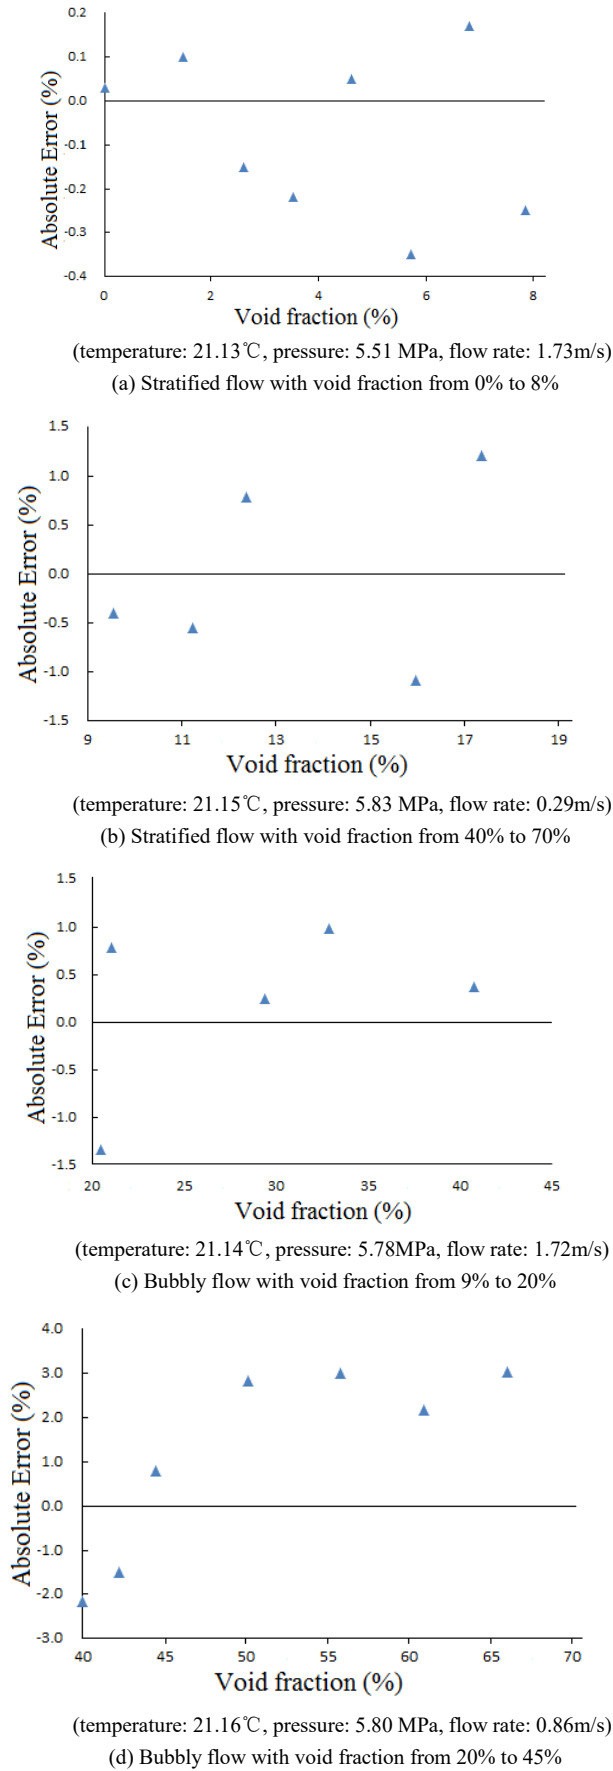 0.2
0.1
0.0
-0.1
-0.2
-0.3
-0.4
Absolute Error (%)
0 2 4 6 8
Void fraction (%)
(temperature: 21.13℃, pressure: 5.51 MPa, flow rate: 1.73m/s)
(a) Stratified flow with void fraction from 0% to 8%
1.5
1.0
0.5
0.0
-0.5
-1.0
-1.5
Absolute Error (%)
9 11 13 15 17 19
Void fraction (%)
(temperature: 21.15℃, pressure: 5.83 MPa, flow rate: 0.29m/s)
(b) Stratified flow with void fraction from 40% to 70%
1.5
1.0
0.5
0.0
-0.5
-1.0
-1.5
Absolute Error (%)
20 25 30 35 40 45
Void fraction (%)
(temperature: 21.14℃, pressure: 5.78MPa, flow rate: 1.72m/s)
(c) Bubbly flow with void fraction from 9% to 20%
4.0
3.0
2.0
1.0
0.0
-1.0
-2.0
-3.0
Absolute Error (%)
40 45 50 55 60 65 70
Void fraction (%)
(temperature: 21.16℃, pressure: 5.80 MPa, flow rate: 0.86m/s)
(d) Bubbly flow with void fraction from 20% to 45%